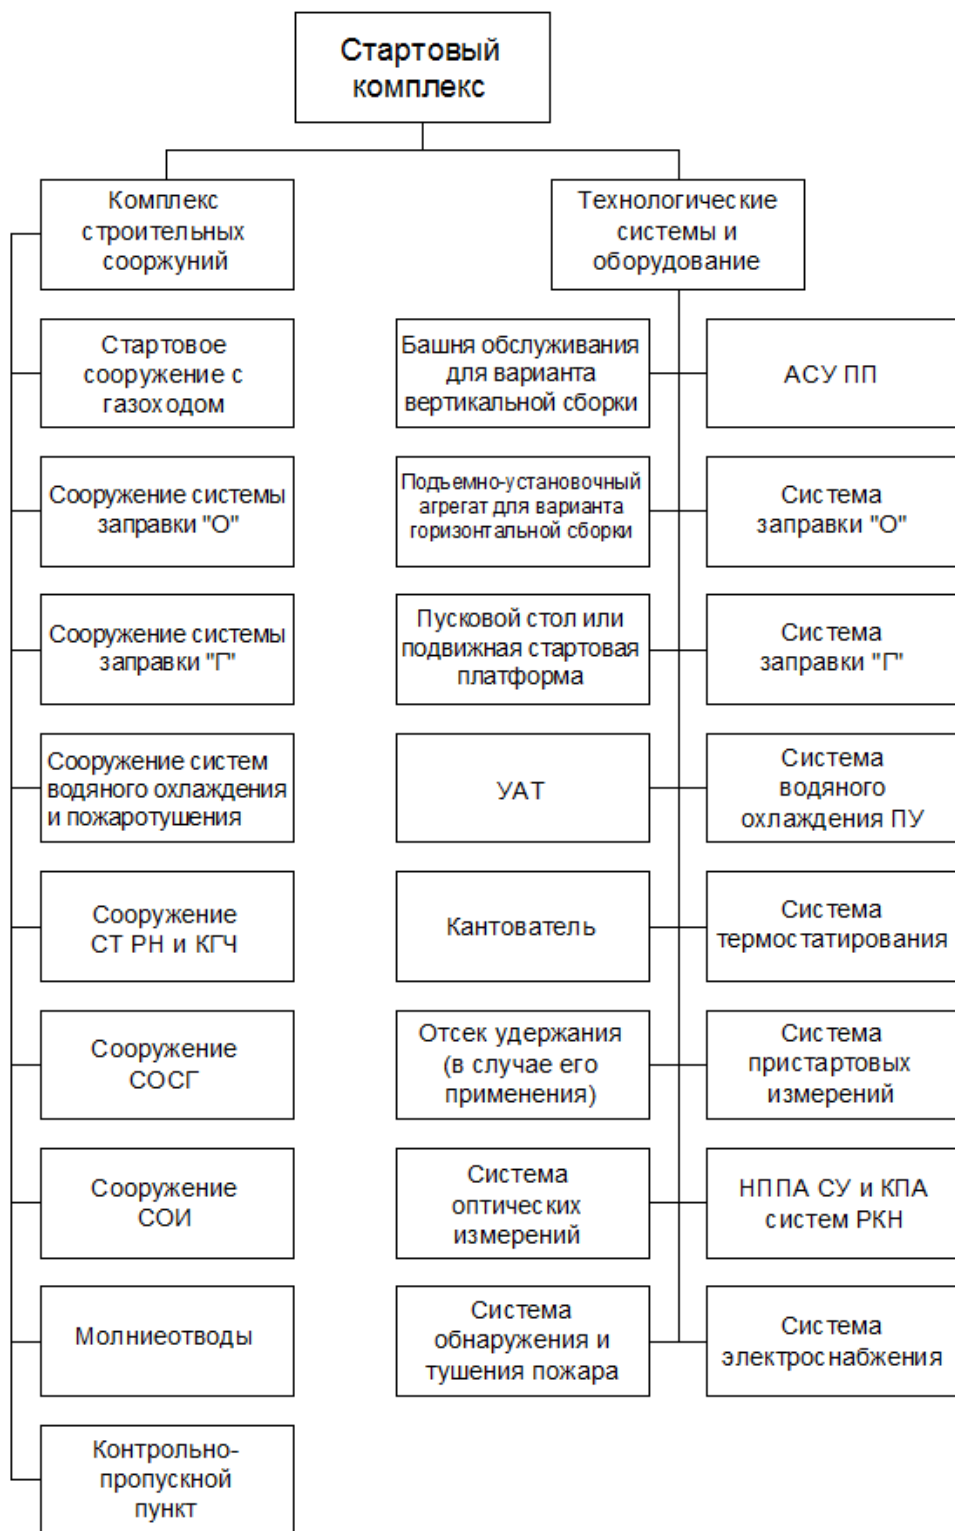 Стартовый
комплекс
Комплекс
строительных
сооржуний
Технологические
системы и
оборудование
Стартовое
сооружение с
газоходом
Башня обслуживания
для варианта
вертикальной сборки
АСУ ПП
Сооружение системы
заправки "О"
Подъемно-установочный
агрегат для варианта
горизонтальной сборки
Система
заправки "О"
Сооружение системы
заправки "Г"
Пусковой стол или
подвижная стартовая
платформа
Система
заправки "Г"
Сооружение систем
водяного охлаждения
и пожаротушения
УАТ
Система
водяного
охлаждения ПУ
Сооружение
СТ РН и КГЧ
Кантователь
Система
термостатирования
Сооружение
СОСГ
Отсек удержания
(в случае его
применения)
Система
пристартовых
измерений
Сооружение
СОИ
Система
оптических
измерений
НППА СУ и КПА
систем РКН
Молниеотводы
Система
обнаружения и
тушения пожара
Система
электроснабжения
Контрольно-
пропускной
пункт